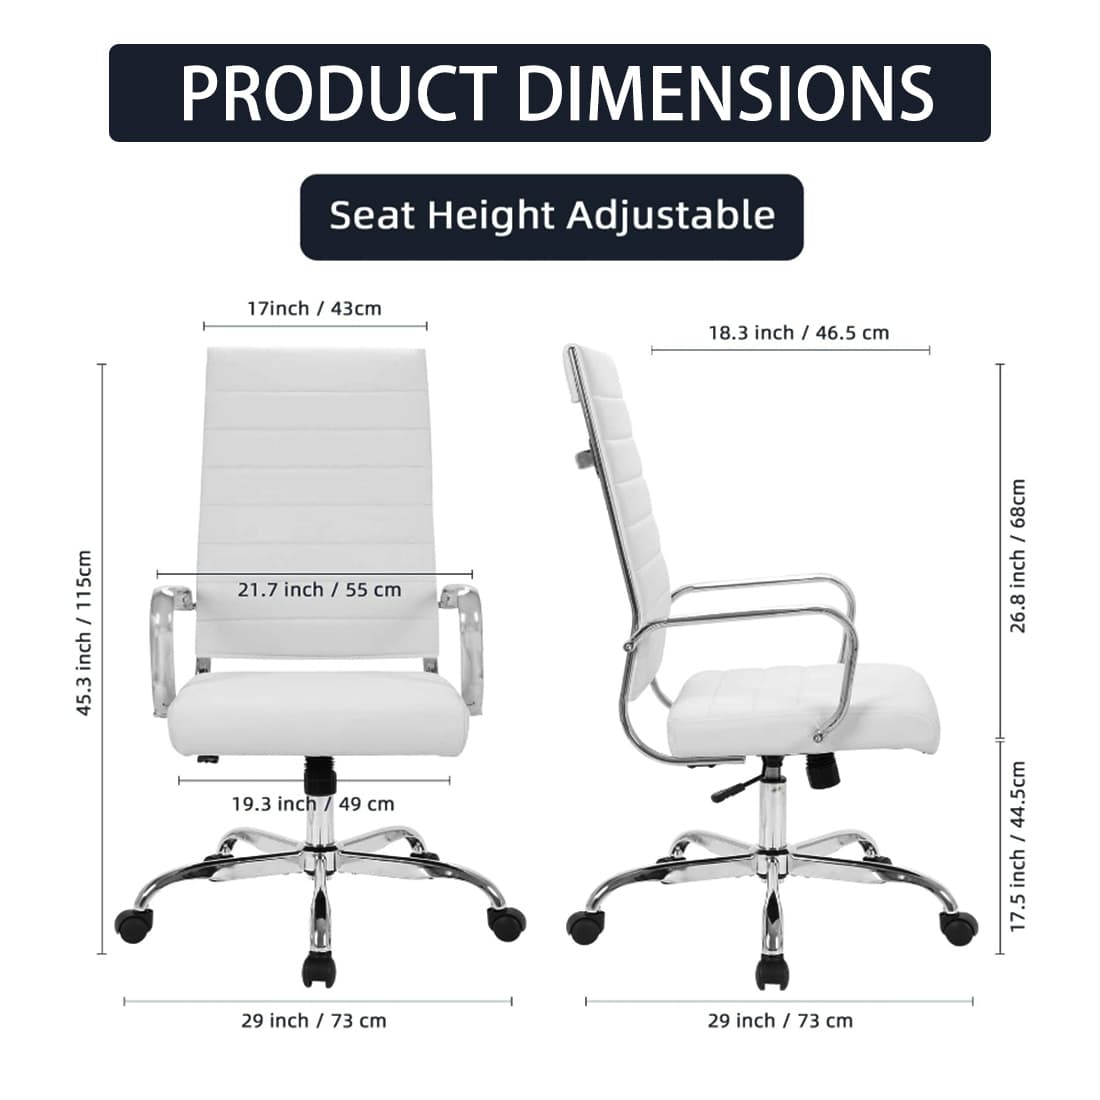 PRODUCT DIMENSIONS
Seat Height Adjustable
17inch / 43cm
18.3 inch / 46.5 cm
45.3 inch / 115cm
21.7 inch / 55 cm
26.8 inch / 68cm
19.3 inch / 49 cm
17.5 inch / 44.5cm
29 inch / 73 cm
29 inch / 73 cm